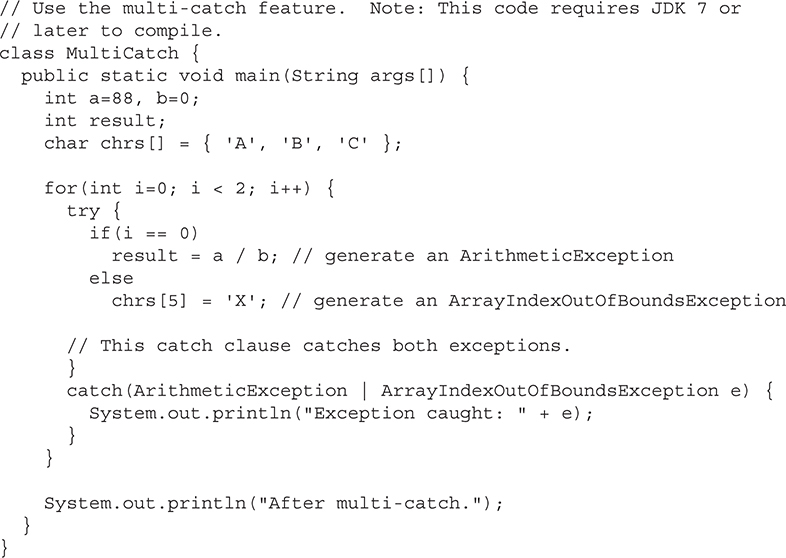 // Use the multi-catch feature.  Note: This code requires JDK 7 or
// later to compile.
class MultiCatch {
  public static void main(String args[]) {
    int a=88, b=0;
    int result;
    char chrs[] = { 'A', 'B', 'C' };

    for(int i=0; i < 2; i++) {
      try {
        if(i == 0)
          result = a / b; // generate an ArithmeticException
        else
          chrs[5] = 'X'; // generate an ArrayIndexOutOfBoundsException

      // This catch clause catches both exceptions.
      }
      catch(ArithmeticException | ArrayIndexOutOfBoundsException e) {
        System.out.println("Exception caught: " + e);
      }
    }

    System.out.println("After multi-catch.");
  }
}